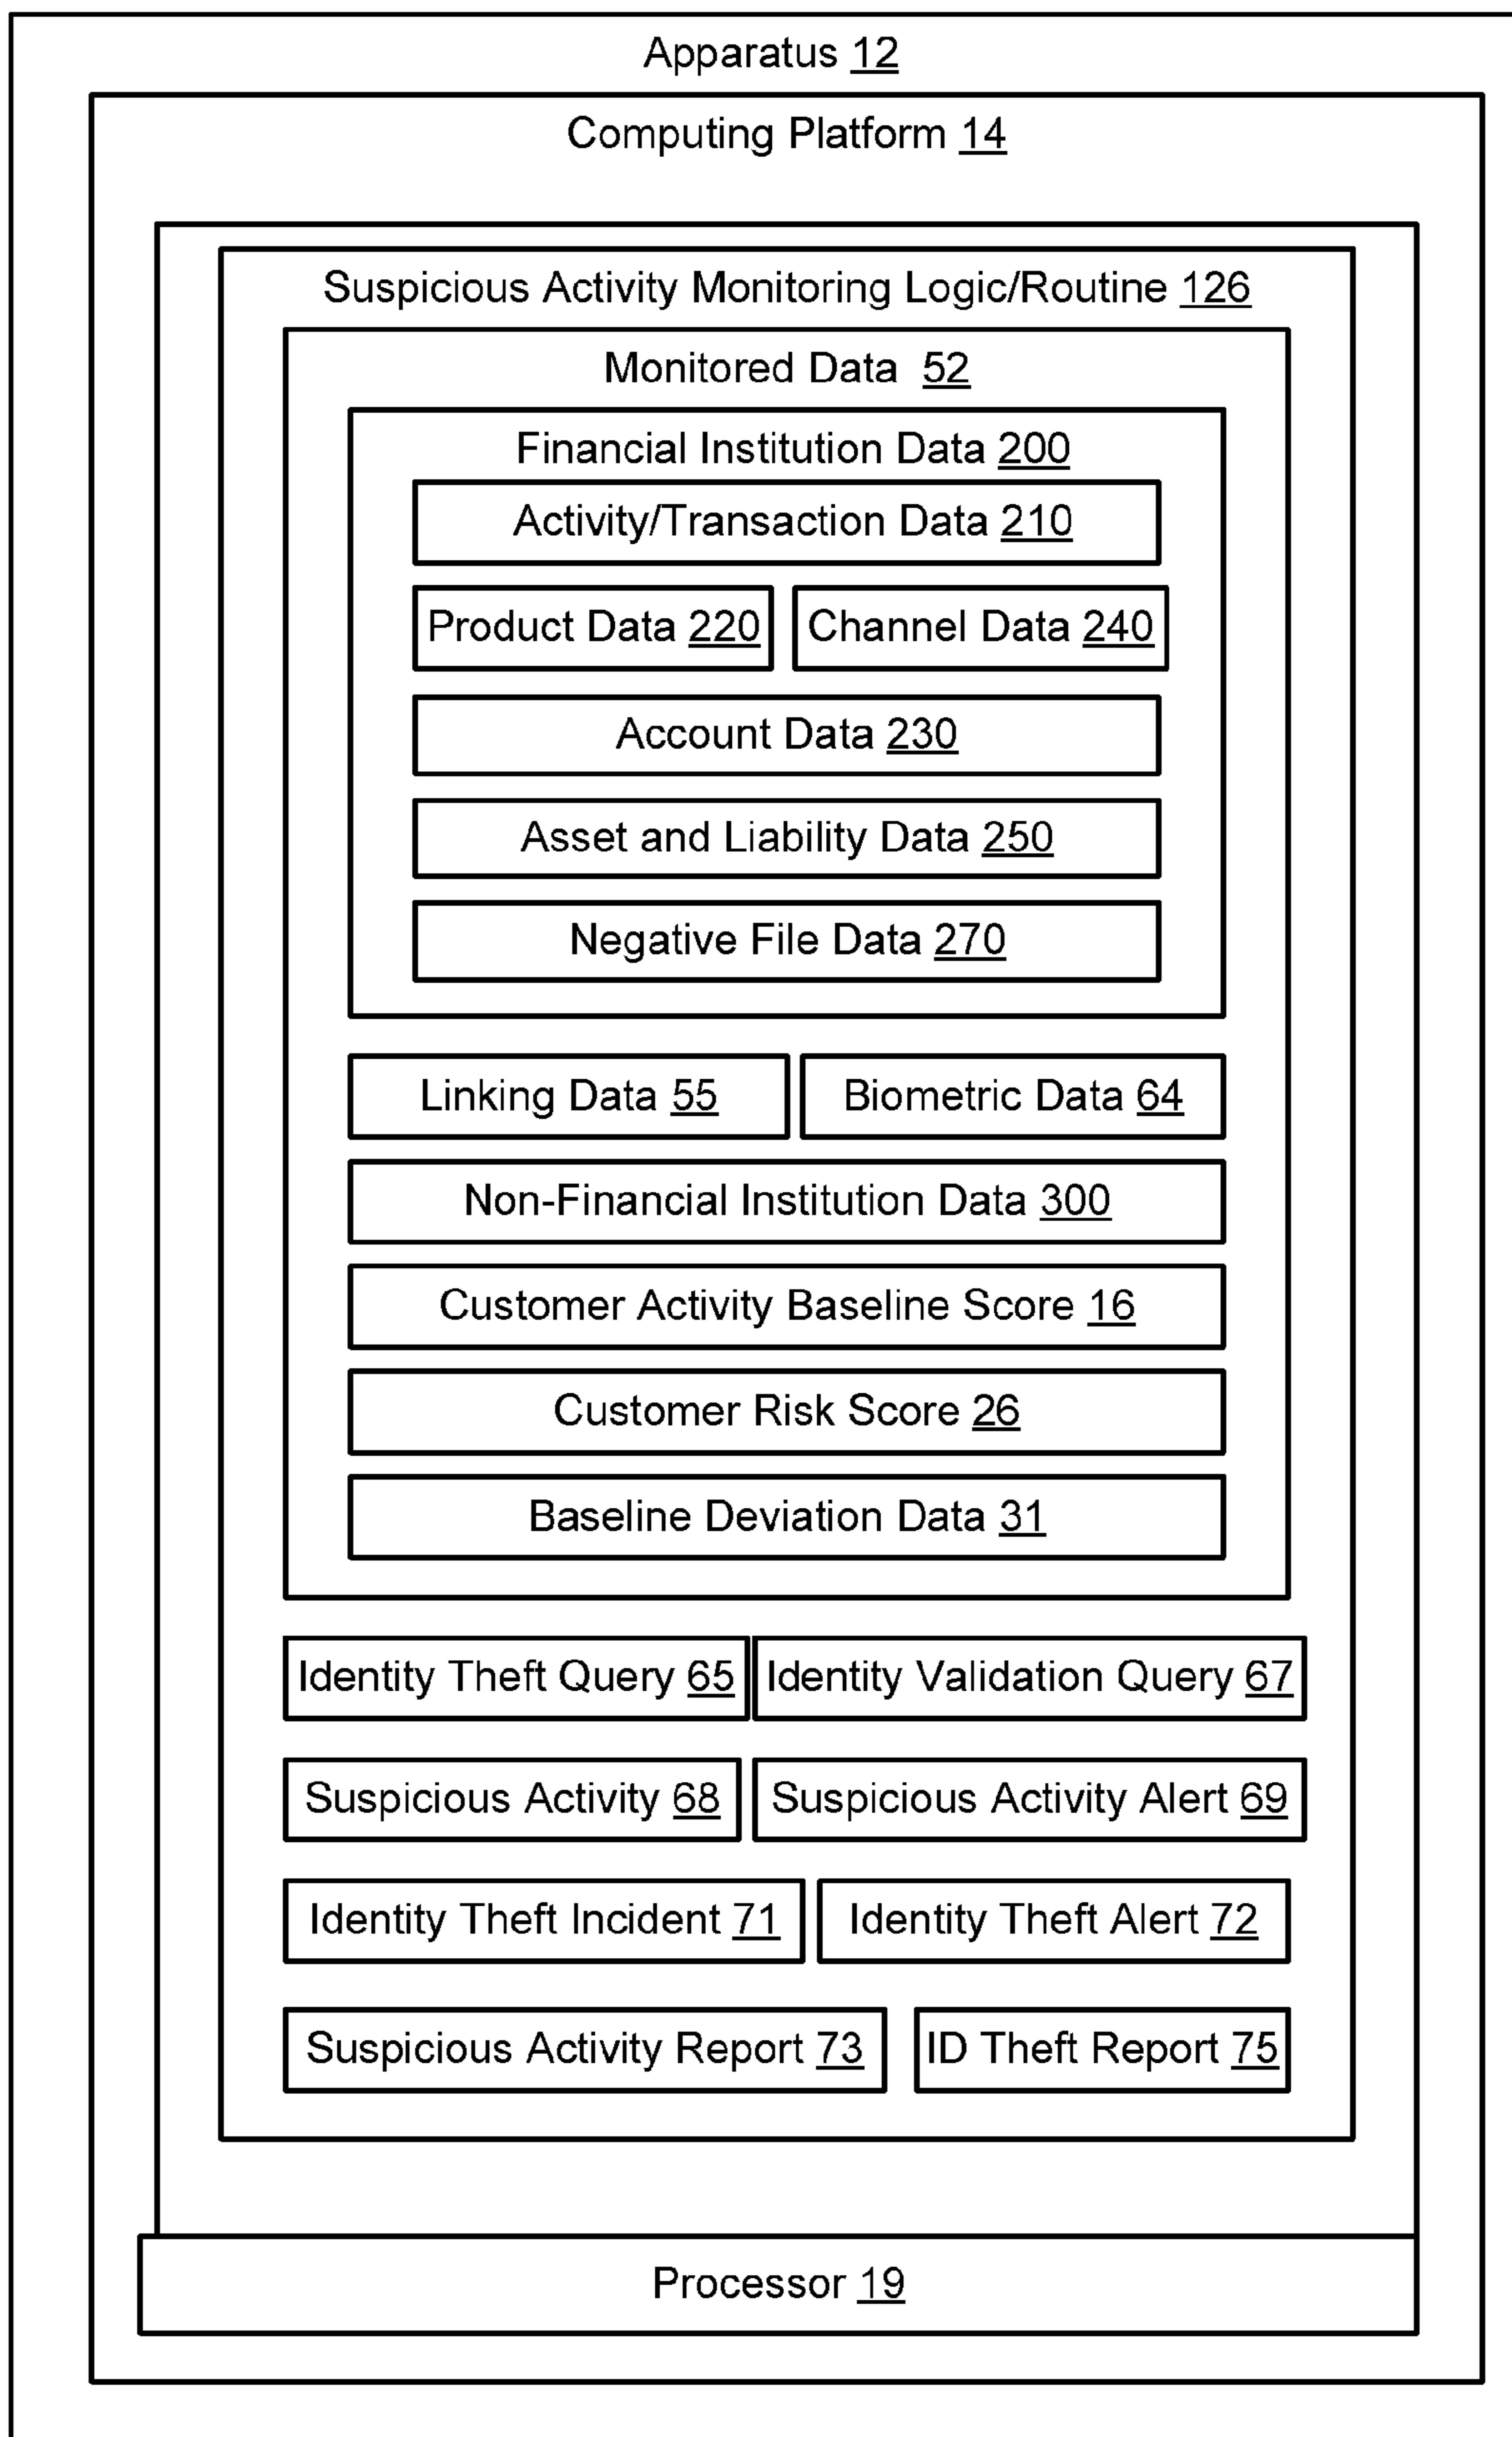 Apparatus 12
Computing Platform 14
Suspicious Activity Monitoring Logic/Routine 126
Monitored Data 52
Financial Institution Data 200
Activity/Transaction Data 210
Product Data 220
Channel Data 240
Account Data 230
Asset and Liability Data 250
Negative File Data 270
Linking Data 55
Biometric Data 64
Non-Financial Institution Data 300
Customer Activity Baseline Score 16
Customer Risk Score 26
Baseline Deviation Data 31
Identity Theft Query 65
Identity Validation Query 67
Suspicious Activity 68
Suspicious Activity Alert 69
Identity Theft Incident 71
Identity Theft Alert 72
Suspicious Activity Report 73
ID Theft Report 75
Processor 19